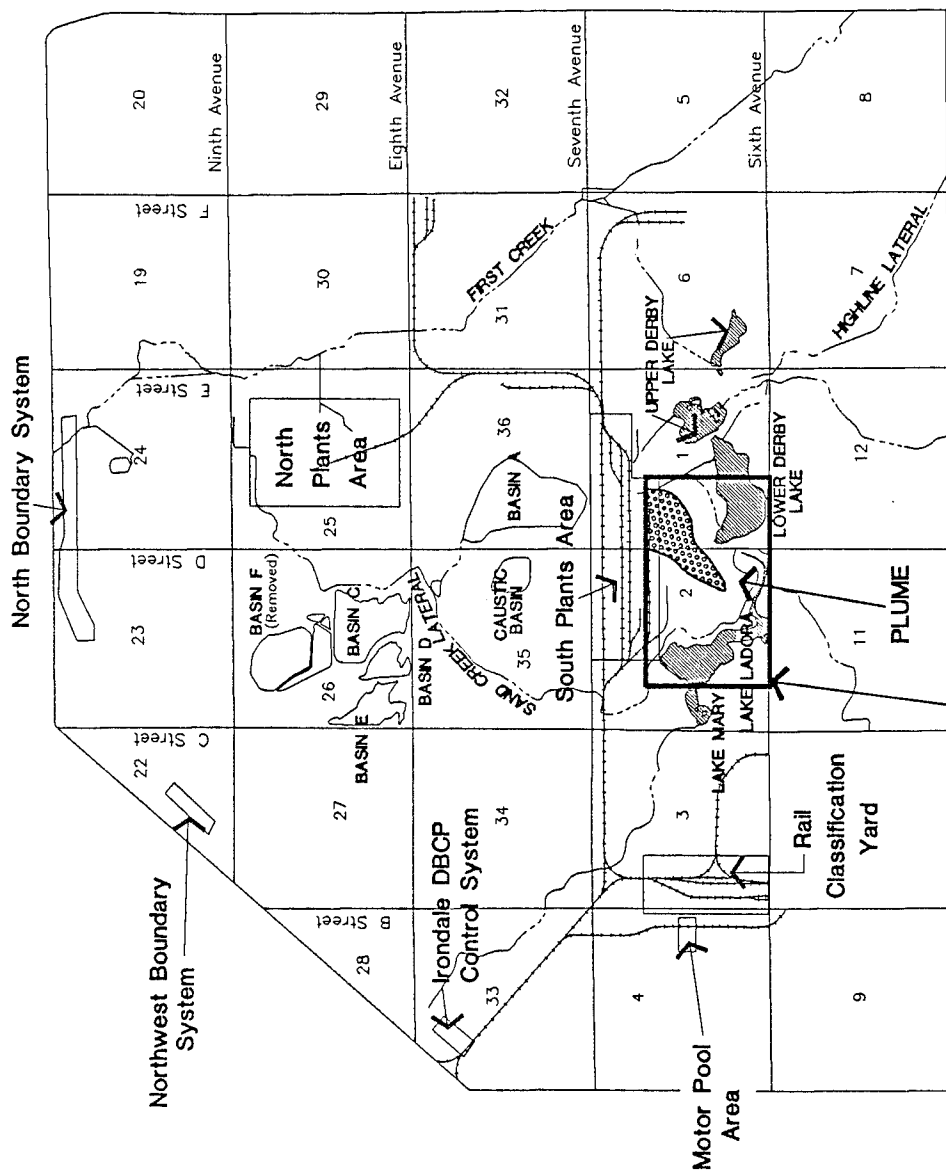 North Boundary System
Northwest Boundary
System
Irondale DBCP
Control System
North
Plants
Area
South Plants Area
Motor Pool
Area
Rail
Classification
Yard
PLUME
BASIN A
BASIN C
BASIN D
BASIN E
BASIN F
(Removed)
CAUSTIC
BASIN
SAND CREEK
LATERAL
FIRST CREEK
HIGHLINE LATERAL
UPPER DERBY
LAKE
LOWER DERBY
LAKE
LAKE LADORA
LAKE MARY
Ninth Avenue
Eighth Avenue
Seventh Avenue
Sixth Avenue
B Street
C Street
D Street
E Street
F Street
22
23
24
19
20
27
26
25
30
29
28
33
34
35
36
31
32
4
3
2
1
6
5
9
11
12
7
8